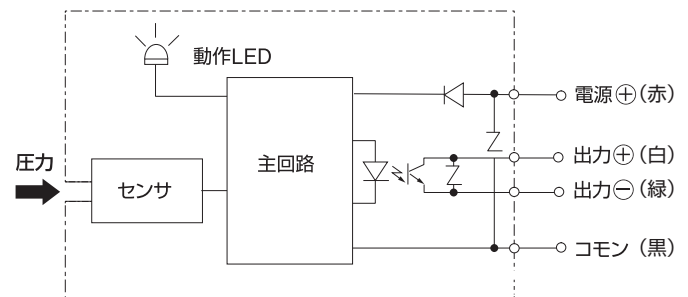 動作LED
電源⊕(赤)
圧力
センサ
主回路
出力⊕(白)
出力⊖(緑)
コモン(黒)